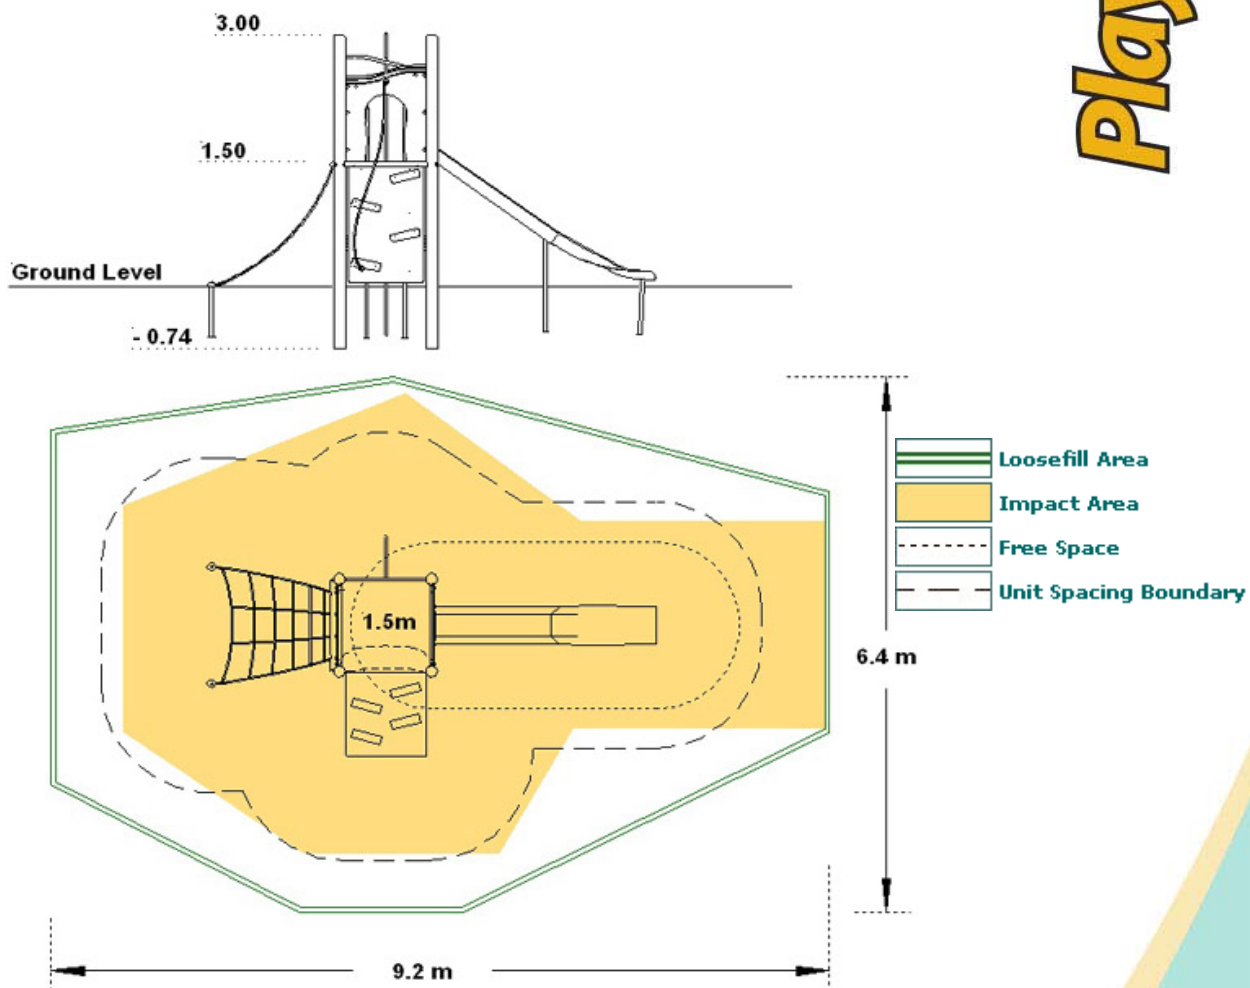 3.00
Play
1.50
Ground Level
- 0.74
Loosefill Area
Impact Area
Free Space
Unit Spacing Boundary
1.5m
6.4 m
9.2 m